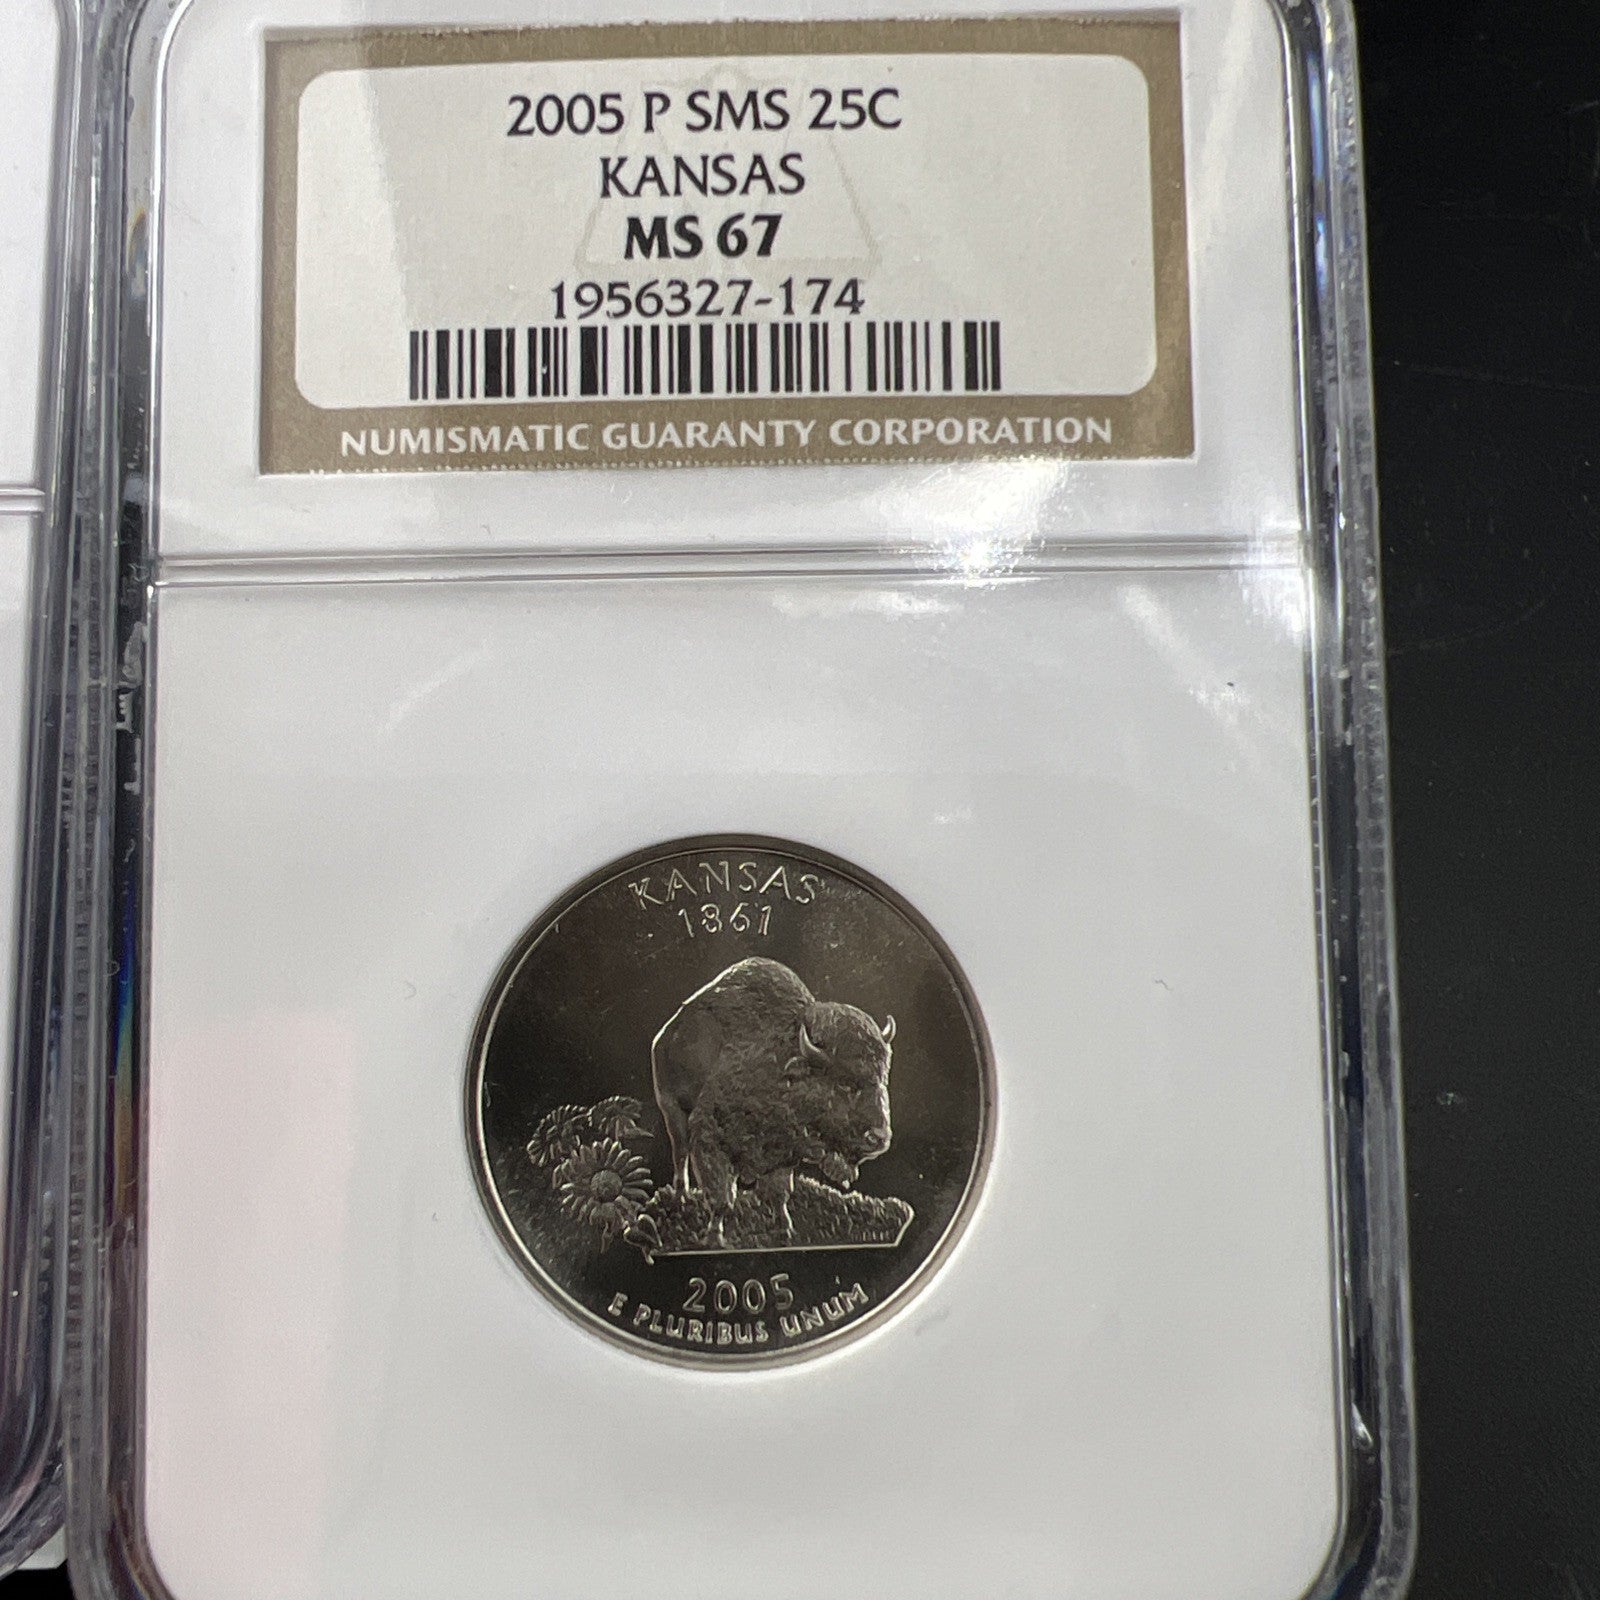 2005 P SMS 25C
KANSAS
MS 67
1956327-174
NUMISMATIC GUARANTY CORPORATION
KANSAS
1861
2005
E PLURIBUS UNUM